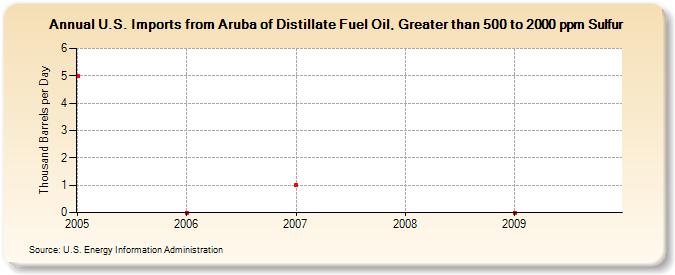 Annual U.S. Imports from Aruba of Distillate Fuel Oil, Greater than 500 to 2000 ppm Sulfur
Thousand Barrels per Day
6
5
4
3
2
1
0
2005 2006 2007 2008 2009
Source: U.S. Energy Information Administration